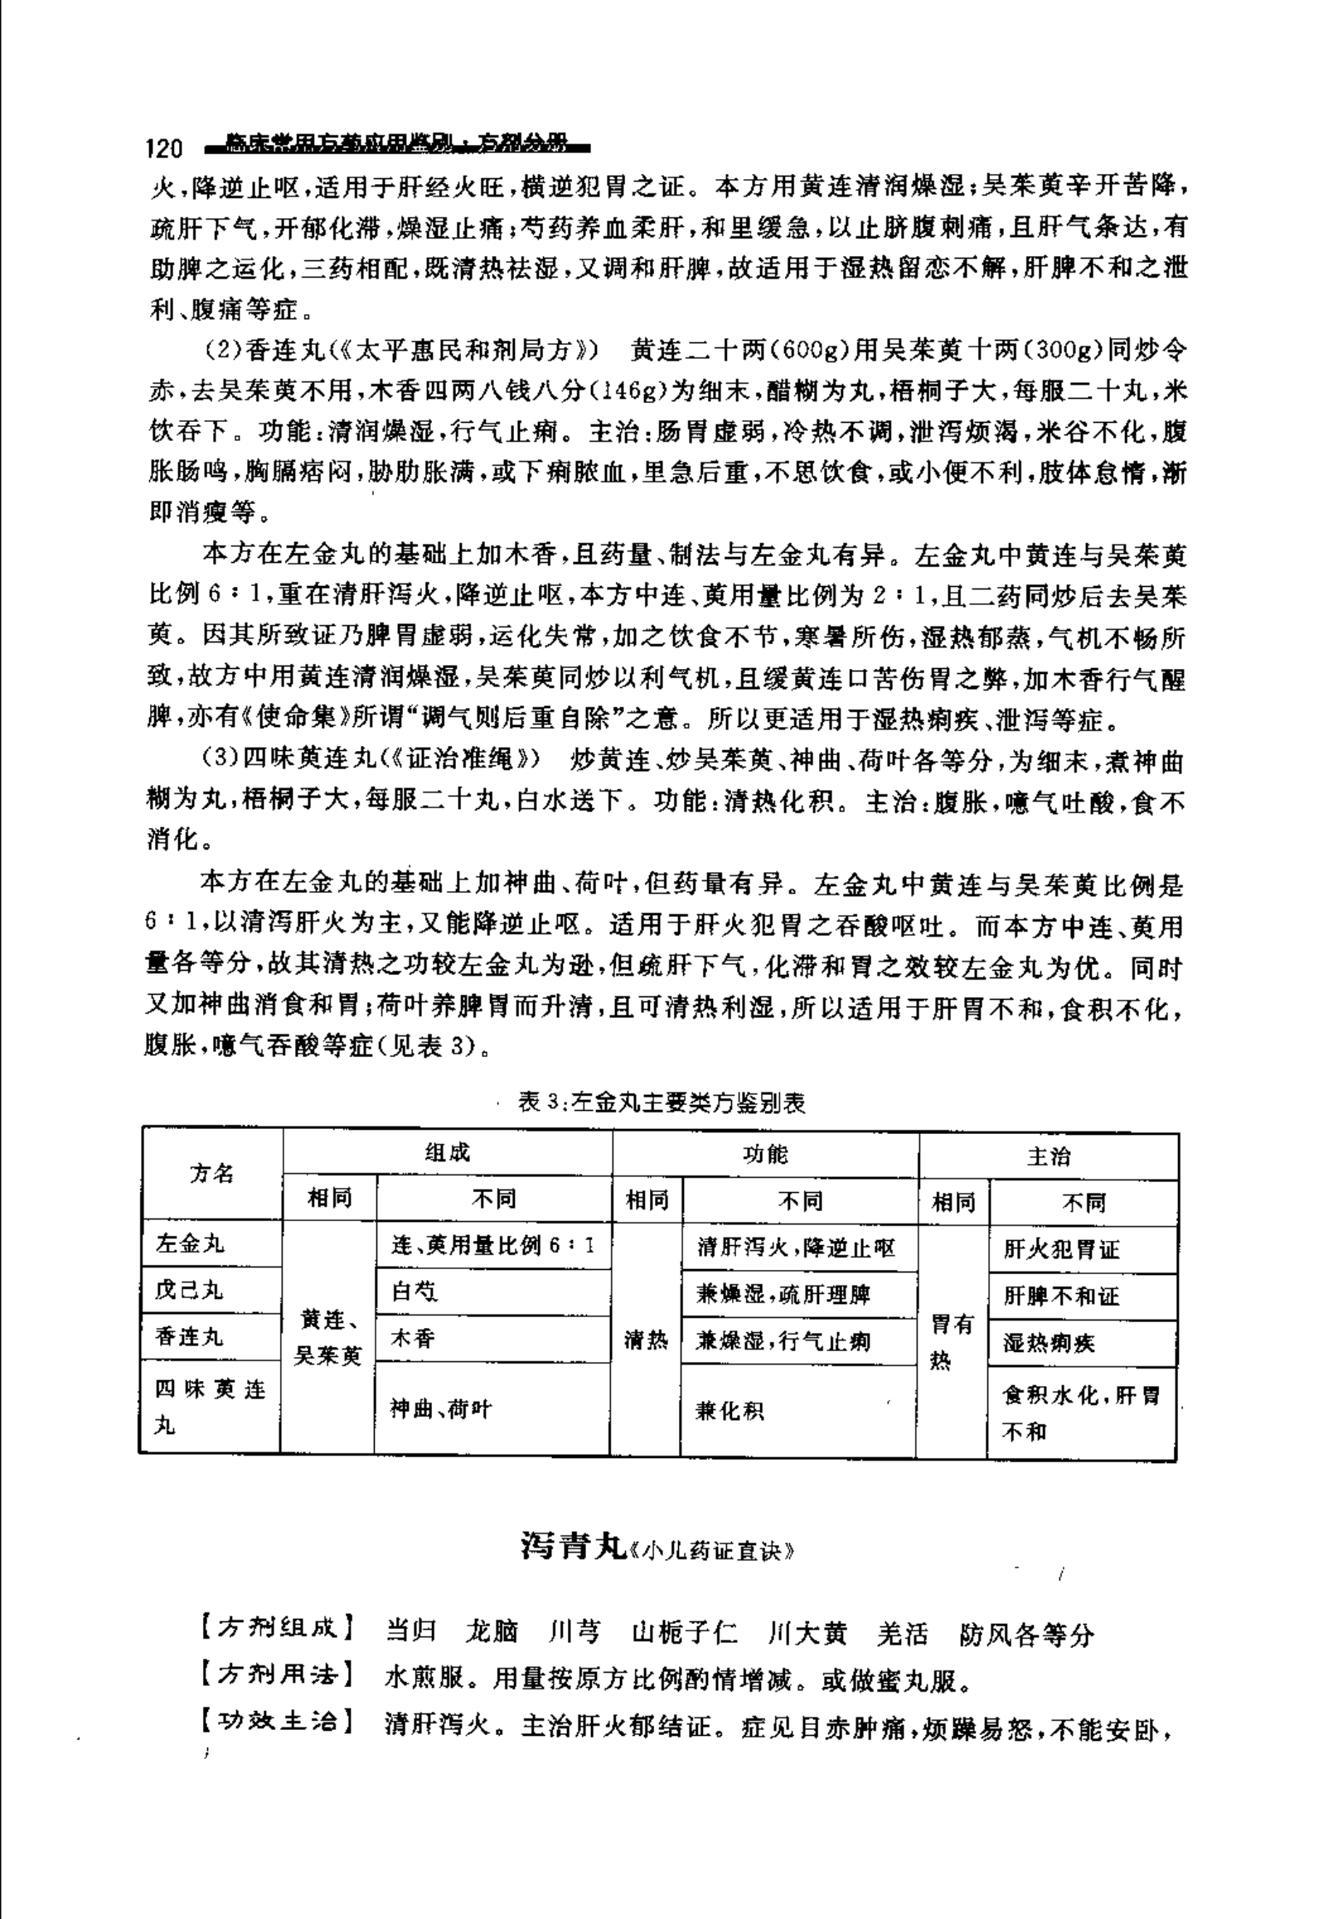 120 临床常用方药应用鉴别：方剂分册
火,降逆止呕,适用于肝经火旺,横逆犯胃之证。本方用黄连清润燥湿;吴茱萸辛开苦降,
疏肝下气,开郁化滞,燥湿止痛;芍药养血柔肝,和里缓急,以止脐腹刺痛,且肝气条达,有
助脾之运化,三药相配,既清热祛湿,又调和肝脾,故适用于湿热留恋不解,肝脾不和之泄
利、腹痛等症。
(2)香连丸(《太平惠民和剂局方》) 黄连二十两(600g)用吴茱萸十两(300g)同炒令
赤,去吴茱萸不用,木香四两八钱八分(146g)为细末,醋糊为丸,梧桐子大,每服二十丸,米
饮吞下。功能:清润燥湿,行气止痢。主治:肠胃虚弱,冷热不调,泄泻烦渴,米谷不化,腹
胀肠鸣,胸膈痞闷,胁肋胀满,或下痢脓血,里急后重,不思饮食,或小便不利,肢体怠惰,渐
即消瘦等。
本方在左金丸的基础上加木香,且药量、制法与左金丸有异。左金丸中黄连与吴茱萸
比例6∶1,重在清肝泻火,降逆止呕,本方中连、萸用量比例为2∶1,且二药同炒后去吴茱
萸。因其所致证乃脾胃虚弱,运化失常,加之饮食不节,寒暑所伤,湿热郁蒸,气机不畅所
致,故方中用黄连清润燥湿,吴茱萸同炒以利气机,且缓黄连口苦伤胃之弊,加木香行气醒
脾,亦有《使命集》所谓“调气则后重自除”之意。所以更适用于湿热痢疾、泄泻等症。
(3)四味萸连丸(《证治准绳》) 炒黄连、炒吴茱萸、神曲、荷叶各等分,为细末,煮神曲
糊为丸,梧桐子大,每服二十丸,白水送下。功能:清热化积。主治:腹胀,噫气吐酸,食不
消化。
本方在左金丸的基础上加神曲、荷叶,但药量有异。左金丸中黄连与吴茱萸比例是
6∶1,以清泻肝火为主,又能降逆止呕。适用于肝火犯胃之吞酸呕吐。而本方中连、萸用
量各等分,故其清热之功较左金丸为逊,但疏肝下气,化滞和胃之效较左金丸为优。同时
又加神曲消食和胃;荷叶养脾胃而升清,且可清热利湿,所以适用于肝胃不和,食积不化,
腹胀,噫气吞酸等症(见表3)。
表3:左金丸主要类方鉴别表
方名 组成 功能 主治
相同 不同 相同 不同 相同 不同
左金丸 连、萸用量比例6∶1 清肝泻火,降逆止呕 肝火犯胃证
戊己丸 白芍 兼燥湿,疏肝理脾 肝脾不和证
黄连、
吴茱萸
清热
胃有
热
香连丸 木香 兼燥湿,行气止痢 湿热痢疾
四味萸连
丸
神曲、荷叶 兼化积
食积水化,肝胃
不和
泻青丸《小儿药证直诀》
【方剂组成】 当归 龙脑 川芎 山栀子仁 川大黄 羌活 防风各等分
【方剂用法】 水煎服。用量按原方比例酌情增减。或做蜜丸服。
【功效主治】 清肝泻火。主治肝火郁结证。症见目赤肿痛,烦躁易怒,不能安卧,